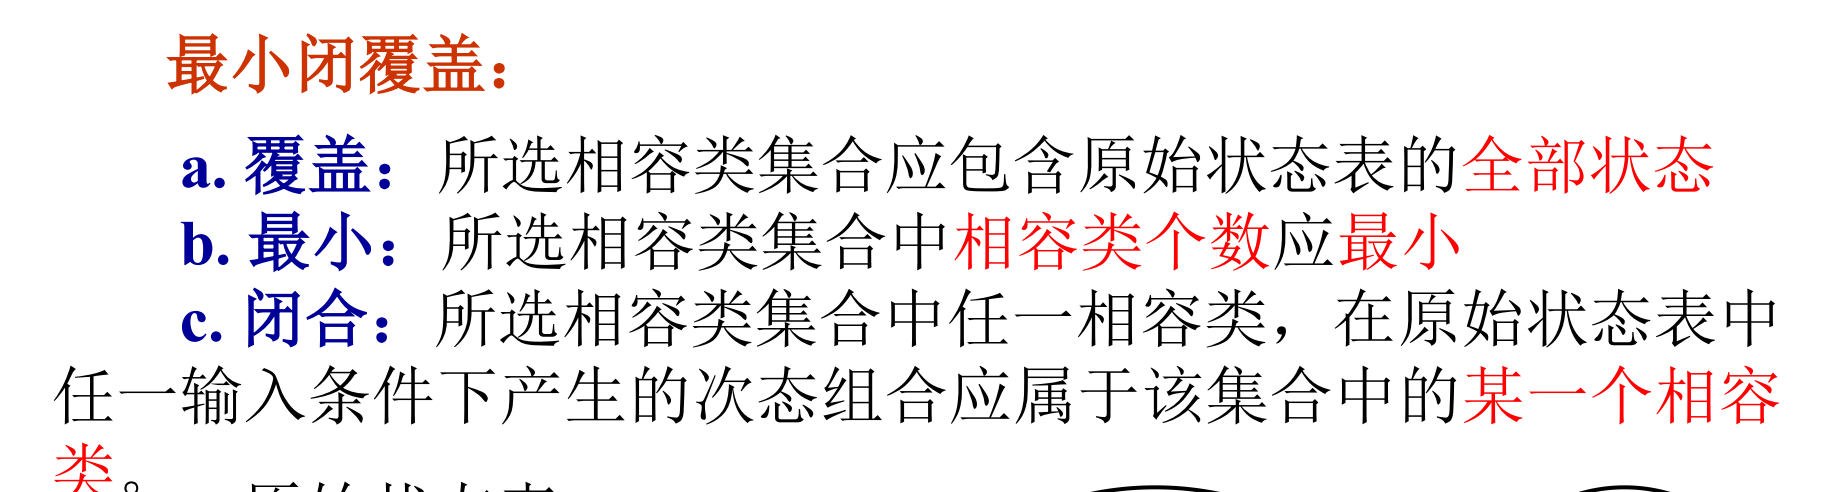 最小闭覆盖：
a. 覆盖：所选相容类集合应包含原始状态表的全部状态
b. 最小：所选相容类集合中相容类个数应最小
c. 闭合：所选相容类集合中任一相容类，在原始状态表中
任一输入条件下产生的次态组合应属于该集合中的某一个相容
类。